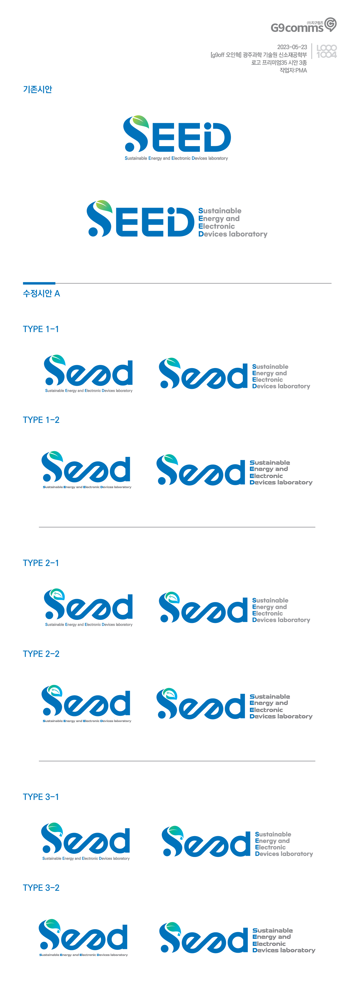 (주)지구컴즈
G9comms
2023-05-23
[g9off 오인혁] 광주과학 기술원 신소재공학부
로고 프리미엄35 시안 3종
작업자:PMA
LOGO
1004
기존시안
SEED
Sustainable Energy and Electronic Devices laboratory
SEED
Sustainable
Energy and
Electronic
Devices laboratory
수정시안 A
TYPE 1-1
Seed
Sustainable Energy and Electronic Devices laboratory
Seed
Sustainable
Energy and
Electronic
Devices laboratory
TYPE 1-2
Seed
Sustainable Energy and Electronic Devices laboratory
Seed
Sustainable
Energy and
Electronic
Devices laboratory
TYPE 2-1
Seed
Sustainable Energy and Electronic Devices laboratory
Seed
Sustainable
Energy and
Electronic
Devices laboratory
TYPE 2-2
Seed
Sustainable Energy and Electronic Devices laboratory
Seed
Sustainable
Energy and
Electronic
Devices laboratory
TYPE 3-1
Seed
Sustainable Energy and Electronic Devices laboratory
Seed
Sustainable
Energy and
Electronic
Devices laboratory
TYPE 3-2
Seed
Sustainable Energy and Electronic Devices laboratory
Seed
Sustainable
Energy and
Electronic
Devices laboratory